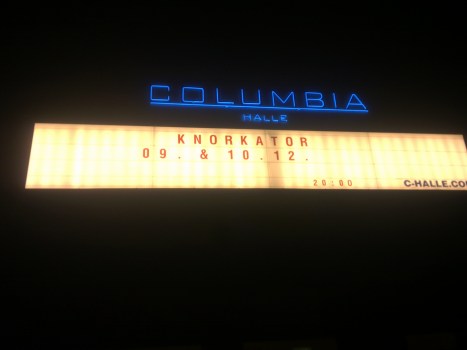 COLUMBIA
HALLE
KNORKATOR
09. & 10.12.
20:00
C-HALLE.CO